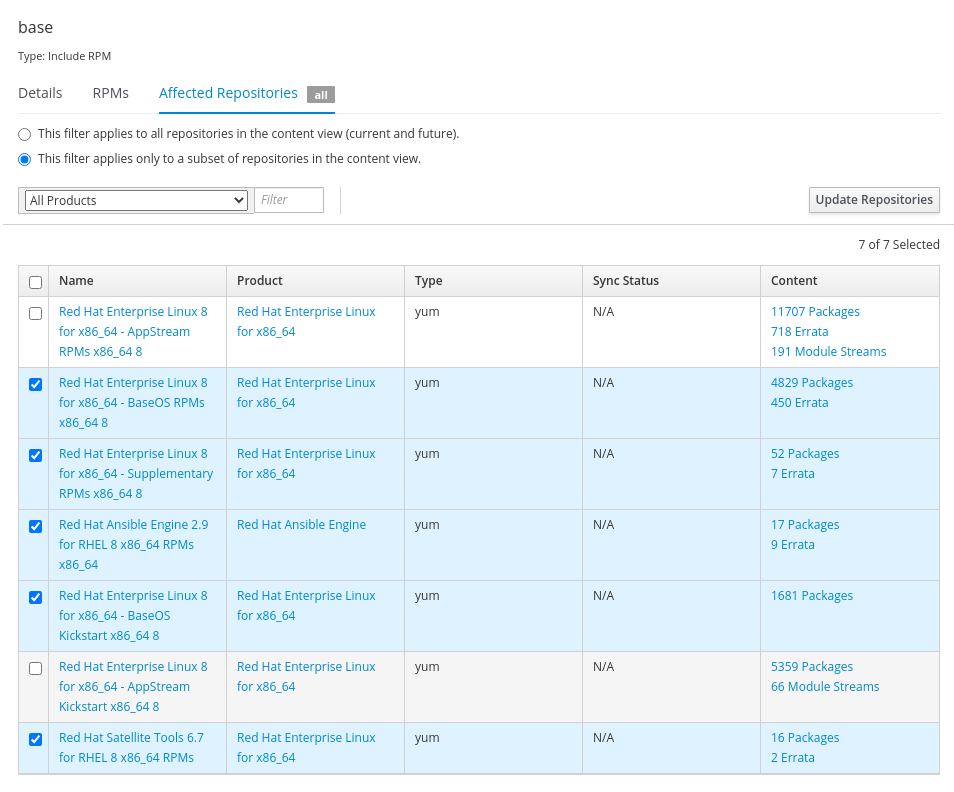 base
Type: Include RPM
Details RPMs Affected Repositories all
This filter applies to all repositories in the content view (current and future).
This filter applies only to a subset of repositories in the content view.
All Products Filter Update Repositories
7 of 7 Selected
Name Product Type Sync Status Content
Red Hat Enterprise Linux 8 Red Hat Enterprise Linux yum N/A 11707 Packages
for x86_64 - AppStream for x86_64 718 Errata
RPMs x86_64 8 191 Module Streams
Red Hat Enterprise Linux 8 Red Hat Enterprise Linux yum N/A 4829 Packages
for x86_64 - BaseOS RPMs for x86_64 450 Errata
x86_64 8
Red Hat Enterprise Linux 8 Red Hat Enterprise Linux yum N/A 52 Packages
for x86_64 - Supplementary for x86_64 7 Errata
RPMs x86_64 8
Red Hat Ansible Engine 2.9 Red Hat Ansible Engine yum N/A 17 Packages
for RHEL 8 x86_64 RPMs 9 Errata
x86_64
Red Hat Enterprise Linux 8 Red Hat Enterprise Linux yum N/A 1681 Packages
for x86_64 - BaseOS for x86_64
Kickstart x86_64 8
Red Hat Enterprise Linux 8 Red Hat Enterprise Linux yum N/A 5359 Packages
for x86_64 - AppStream for x86_64 66 Module Streams
Kickstart x86_64 8
Red Hat Satellite Tools 6.7 Red Hat Enterprise Linux yum N/A 16 Packages
for RHEL 8 x86_64 RPMs for x86_64 2 Errata